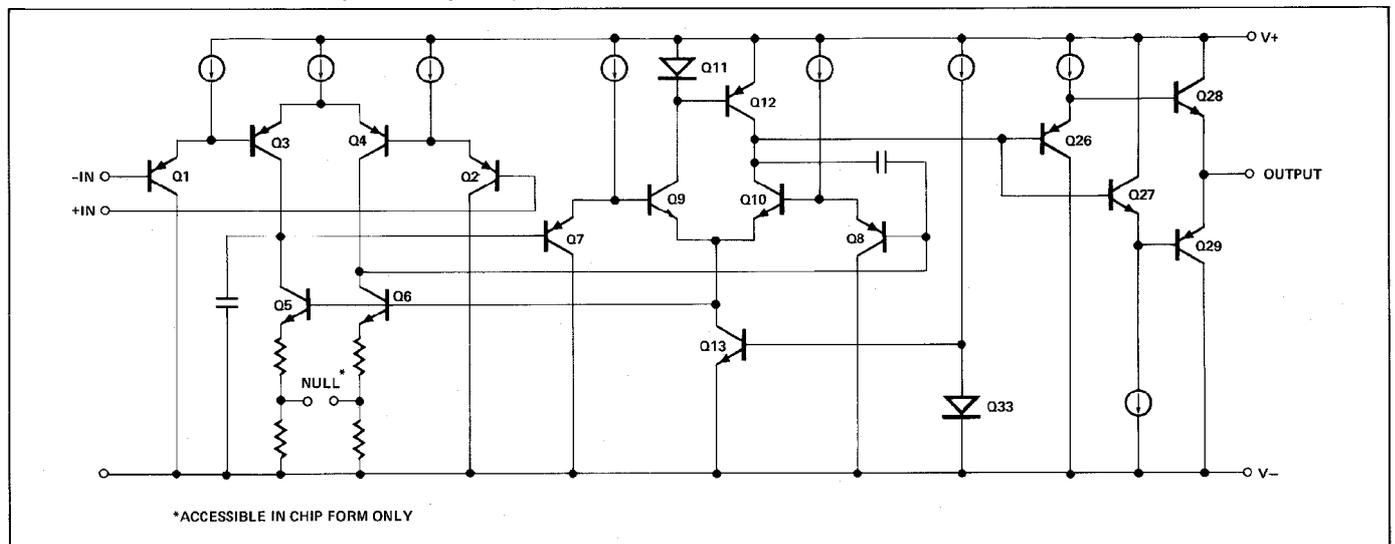 V+
Q11
Q12
Q28
Q3
Q4
Q26
-IN
Q1
Q2
OUTPUT
+IN
Q9
Q10
Q27
Q7
Q8
Q29
Q5
Q6
Q13
NULL*
Q33
V-
*ACCESSIBLE IN CHIP FORM ONLY